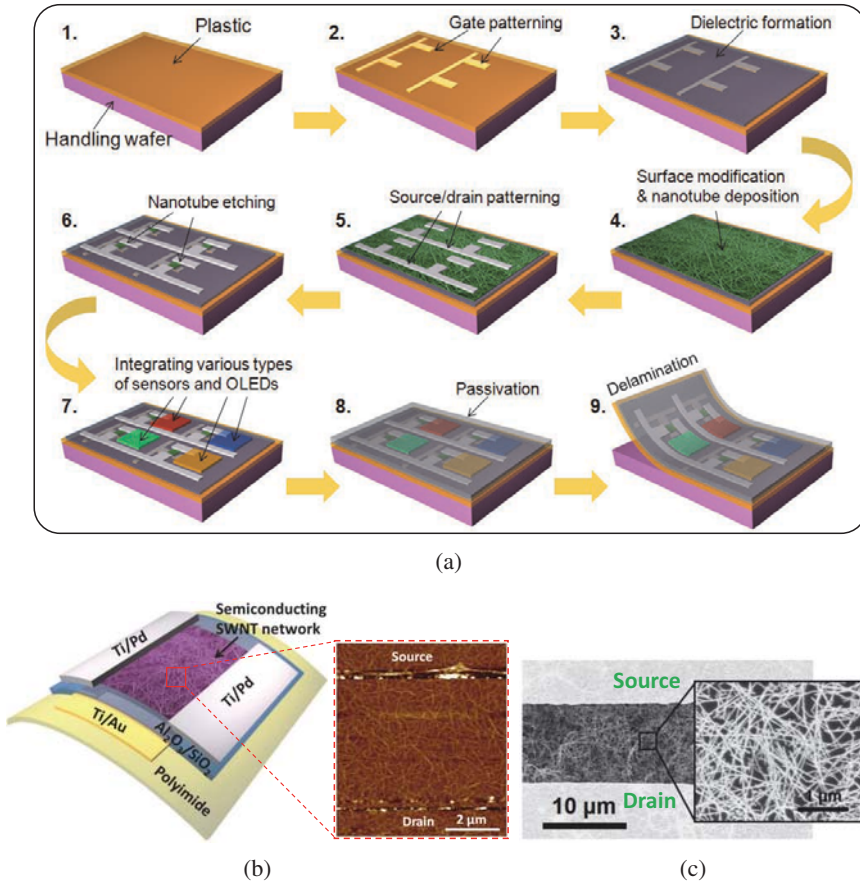 1.
Plastic
Handling wafer
2.
Gate patterning
3.
Dielectric formation
6.
Nanotube etching
5.
Source/drain patterning
4.
Surface modification
& nanotube deposition
7.
Integrating various types
of sensors and OLEDs
8.
Passivation
9.
Delamination
(a)
Semiconducting
SWNT network
Ti/Pd
Ti/Pd
Ti/Au
Al₂O₃/SiO₂
Polyimide
Source
Drain
2 μm
(b)
Source
Drain
10 μm
1 μm
(c)